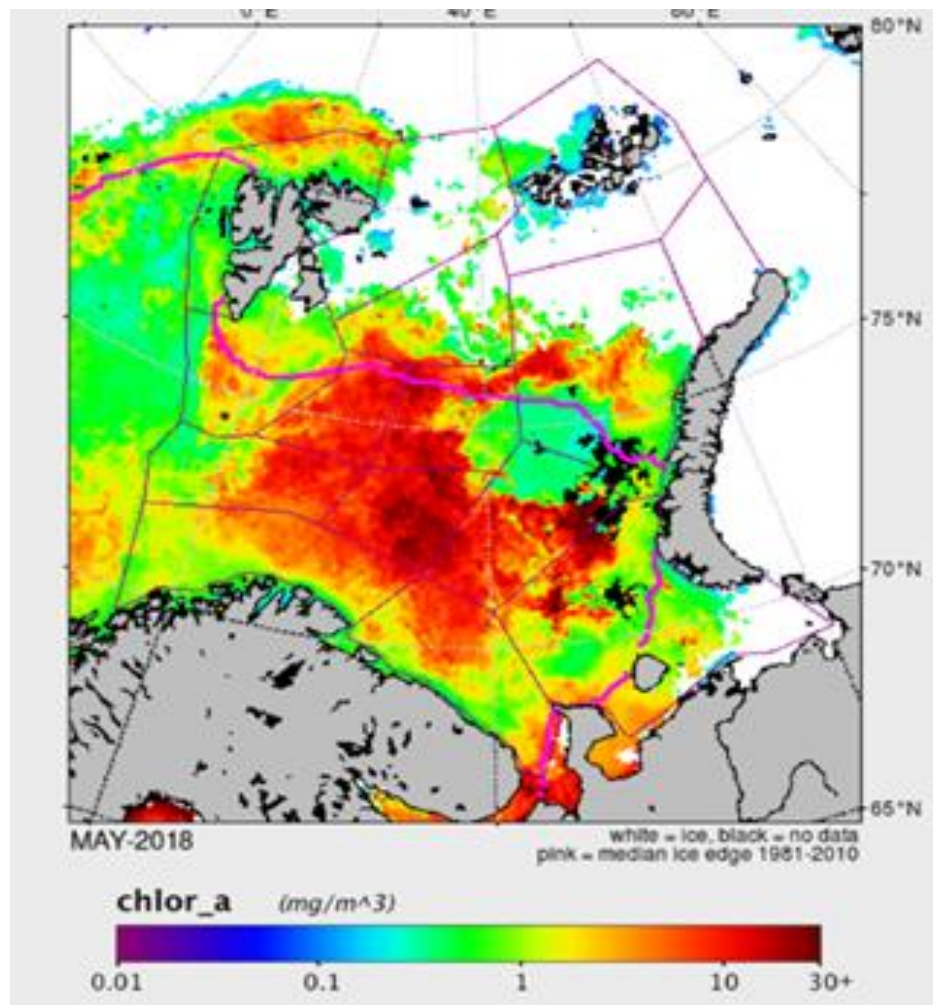 0°E 40°E 60°E
80°N
75°N
70°N
65°N
MAY-2018
white = ice, black = no data
pink = median ice edge 1981-2010
chlor_a (mg/m^3)
0.01 0.1 1 10 30+